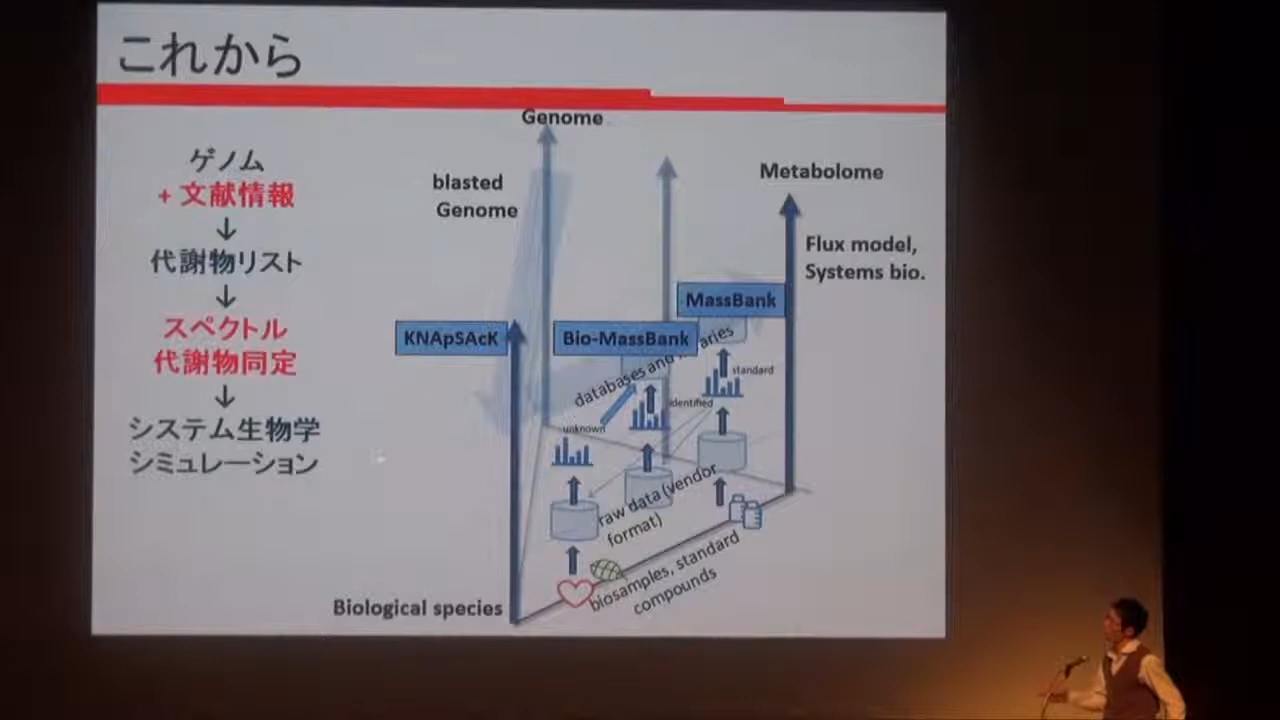 これから
ゲノム
+ 文献情報
↓
代謝物リスト
↓
スペクトル
代謝物同定
↓
システム生物学
シミュレーション
Genome
blasted
Genome
Metabolome
Flux model,
Systems bio.
MassBank
KNApSAcK
Bio-MassBank
databases and
aries
standard
identified
unknown
raw data (vendor
format)
biosamples, standard
compounds
Biological species